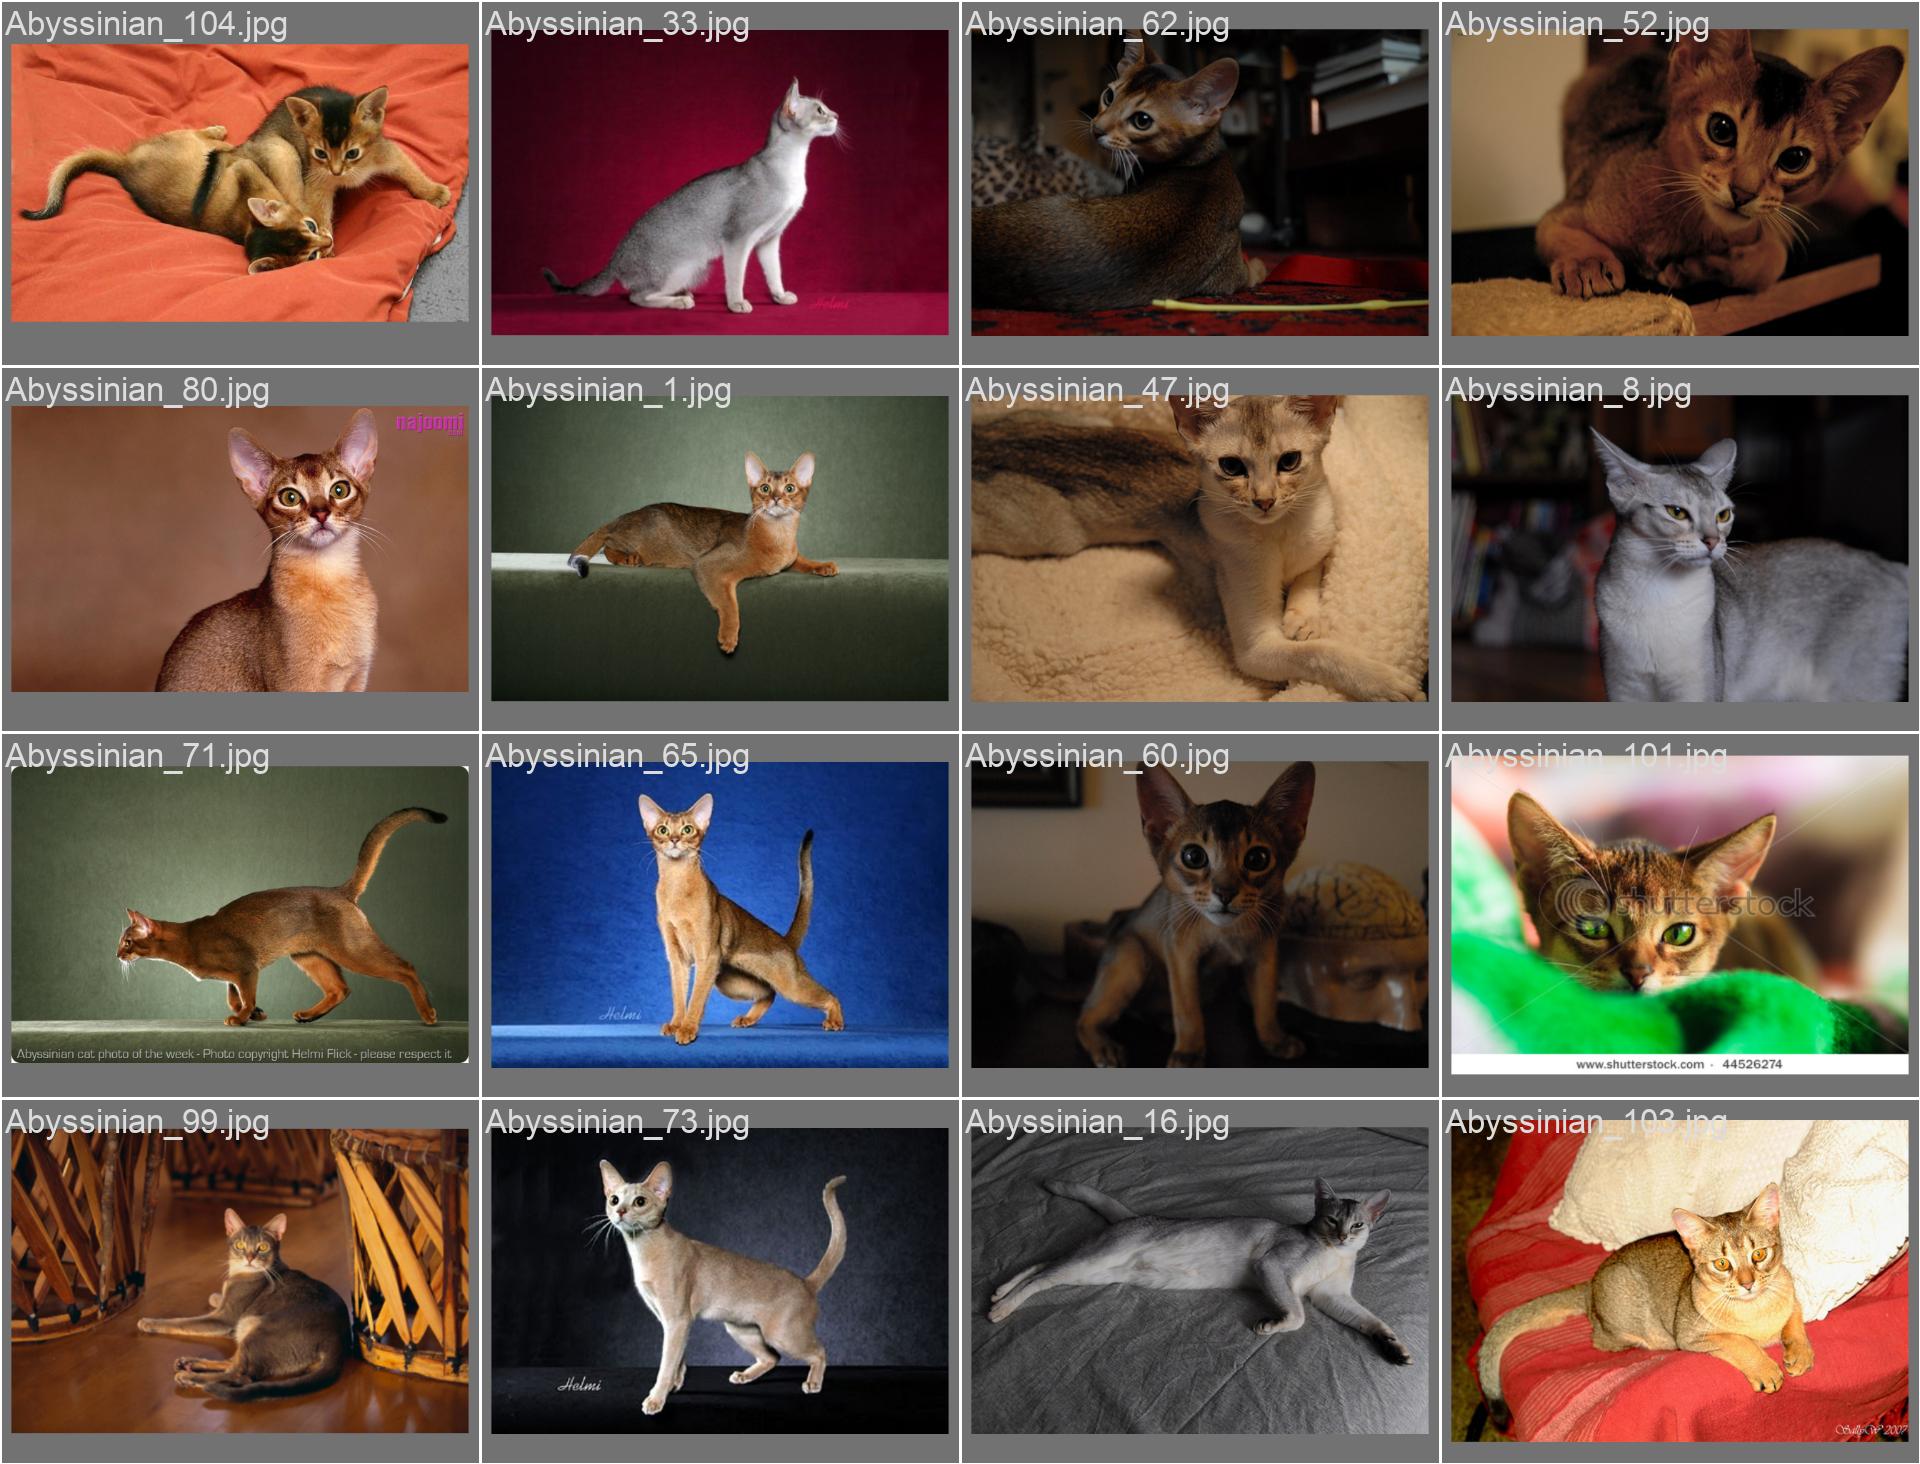 Abyssinian_104.jpg
Abyssinian_33.jpg
Helmi
Abyssinian_62.jpg
Abyssinian_52.jpg
Abyssinian_80.jpg
najoomi
Abyssinian_1.jpg
Abyssinian_47.jpg
Abyssinian_8.jpg
Abyssinian_71.jpg
Abyssinian cat photo of the week - Photo copyright Helmi Flick - please respect it
Abyssinian_65.jpg
Helmi
Abyssinian_60.jpg
Abyssinian_101.jpg
shutterstock
www.shutterstock.com · 44526274
Abyssinian_99.jpg
Abyssinian_73.jpg
Helmi
Abyssinian_16.jpg
Abyssinian_103.jpg
SallyW 2007